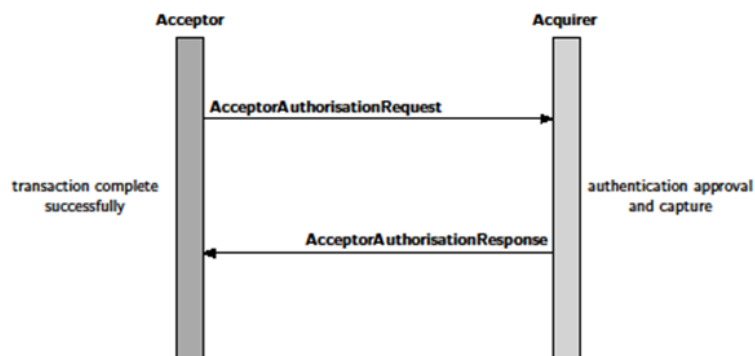 Acceptor
Acquirer
AcceptorAuthorisationRequest
transaction complete
successfully
authentication approval
and capture
AcceptorAuthorisationResponse